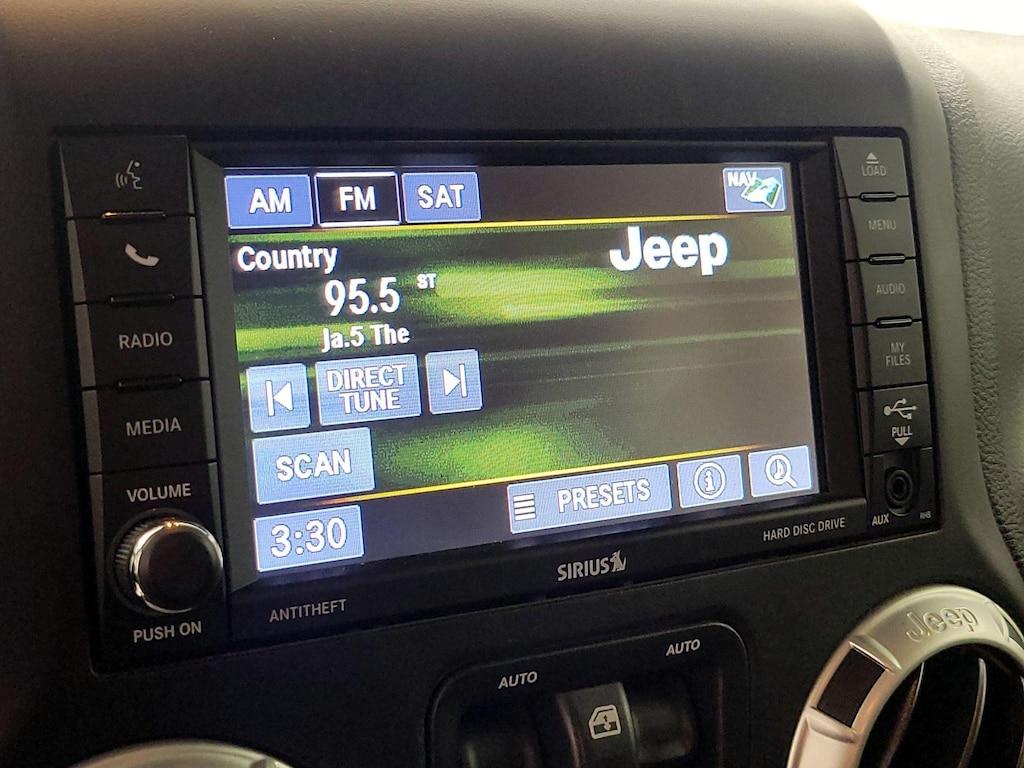 AM
FM
SAT
NAV
Country
Jeep
95.5 ST
Ja.5 The
DIRECT
TUNE
SCAN
PRESETS
3:30
RADIO
MEDIA
VOLUME
PUSH ON
ANTITHEFT
SIRIUS
HARD DISC DRIVE
LOAD
MENU
AUDIO
MY
FILES
PULL
AUX
RHB
AUTO
AUTO
Jeep